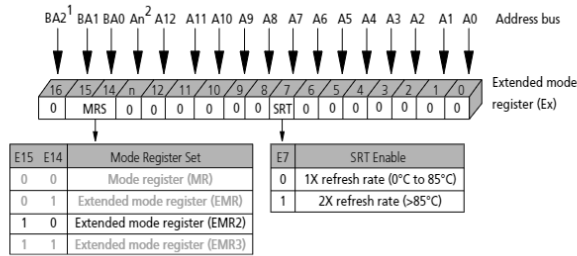 BA2¹ BA1 BA0 An² A12 A11 A10 A9 A8 A7 A6 A5 A4 A3 A2 A1 A0 Address bus
16 15 14 n 12 11 10 9 8 7 6 5 4 3 2 1 0 Extended mode
0 MRS 0 0 0 0 0 0 SRT 0 0 0 0 0 0 0 register (Ex)
E15 E14 Mode Register Set
0 0 Mode register (MR)
0 1 Extended mode register (EMR)
1 0 Extended mode register (EMR2)
1 1 Extended mode register (EMR3)
E7 SRT Enable
0 1X refresh rate (0°C to 85°C)
1 2X refresh rate (>85°C)